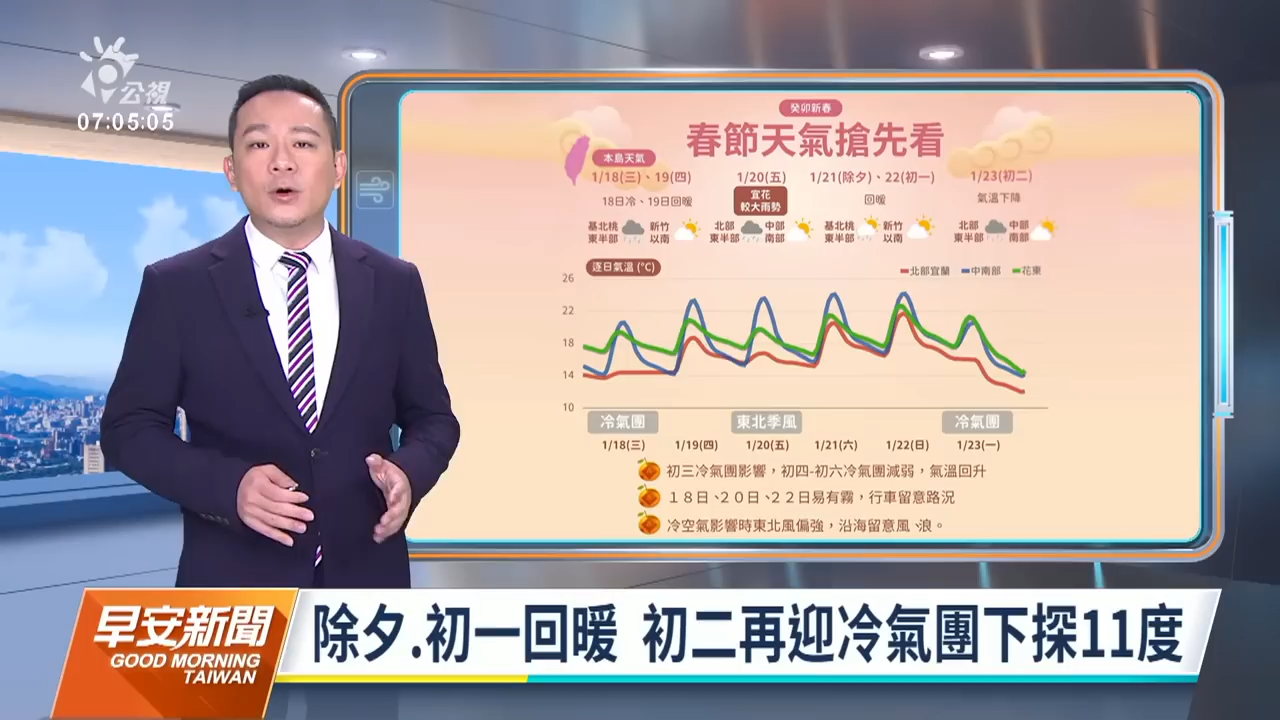 公視
07:05:05
癸卯新春
春節天氣搶先看
本島天氣
1/18(三)、19(四)
18日冷、19日回暖
基北桃
東半部
新竹
以南
1/20(五)
宜花
較大雨勢
北部
東半部
中部
南部
1/21(除夕)、22(初一)
回暖
基北桃
東半部
新竹
以南
1/23(初二)
氣溫下降
北部
東半部
中部
南部
逐日氣溫 (°C)
北部宜蘭
中南部
花東
26
22
18
14
10
冷氣團
東北季風
冷氣團
1/18(三)
1/19(四)
1/20(五)
1/21(六)
1/22(日)
1/23(一)
初三冷氣團影響，初四-初六冷氣團減弱，氣溫回升
１８日、２０日、２２日易有霧，行車留意路況
冷空氣影響時東北風偏強，沿海留意風、浪。
早安新聞
GOOD MORNING
TAIWAN
除夕.初一回暖 初二再迎冷氣團下探11度